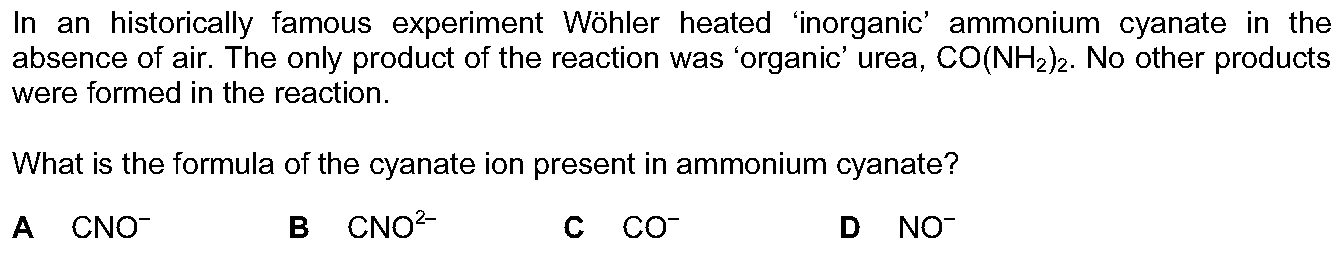 In an historically famous experiment Wöhler heated ‘inorganic’ ammonium cyanate in the
absence of air. The only product of the reaction was ‘organic’ urea, CO(NH₂)₂. No other products
were formed in the reaction.
What is the formula of the cyanate ion present in ammonium cyanate?
A CNO⁻ B CNO²⁻ C CO⁻ D NO⁻